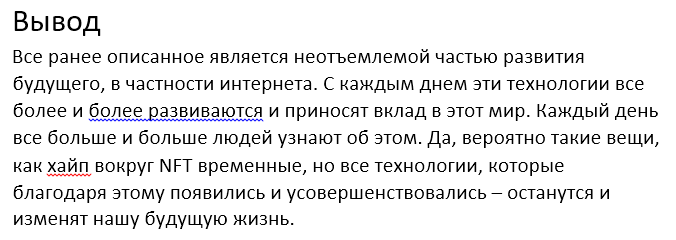 Вывод
Все ранее описанное является неотъемлемой частью развития
будущего, в частности интернета. С каждым днем эти технологии все
более и более развиваются и приносят вклад в этот мир. Каждый день
все больше и больше людей узнают об этом. Да, вероятно такие вещи,
как хайп вокруг NFT временные, но все технологии, которые
благодаря этому появились и усовершенствовались – останутся и
изменят нашу будущую жизнь.